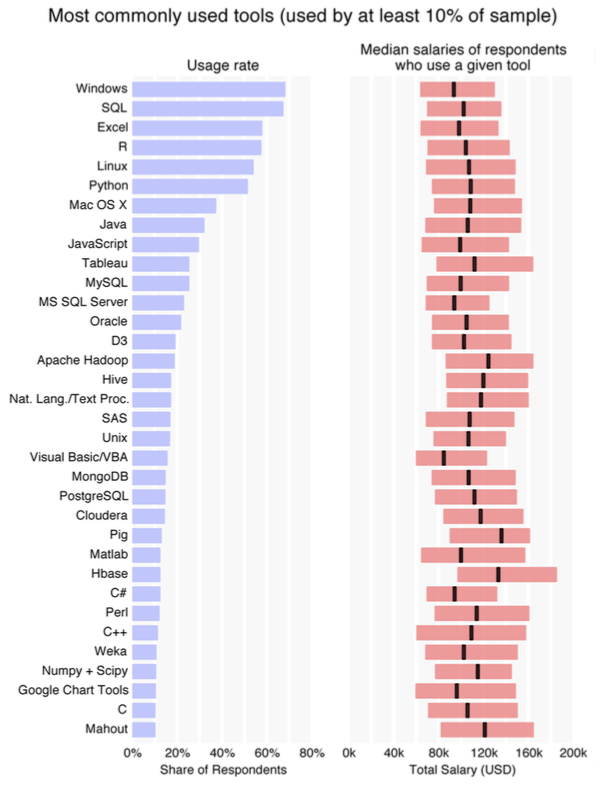 Most commonly used tools (used by at least 10% of sample)
Usage rate
Median salaries of respondents
who use a given tool
Windows
SQL
Excel
R
Linux
Python
Mac OS X
Java
JavaScript
Tableau
MySQL
MS SQL Server
Oracle
D3
Apache Hadoop
Hive
Nat. Lang./Text Proc.
SAS
Unix
Visual Basic/VBA
MongoDB
PostgreSQL
Cloudera
Pig
Matlab
Hbase
C#
Perl
C++
Weka
Numpy + Scipy
Google Chart Tools
C
Mahout
0% 20% 40% 60% 80%
Share of Respondents
0k 40k 80k 120k 160k 200k
Total Salary (USD)